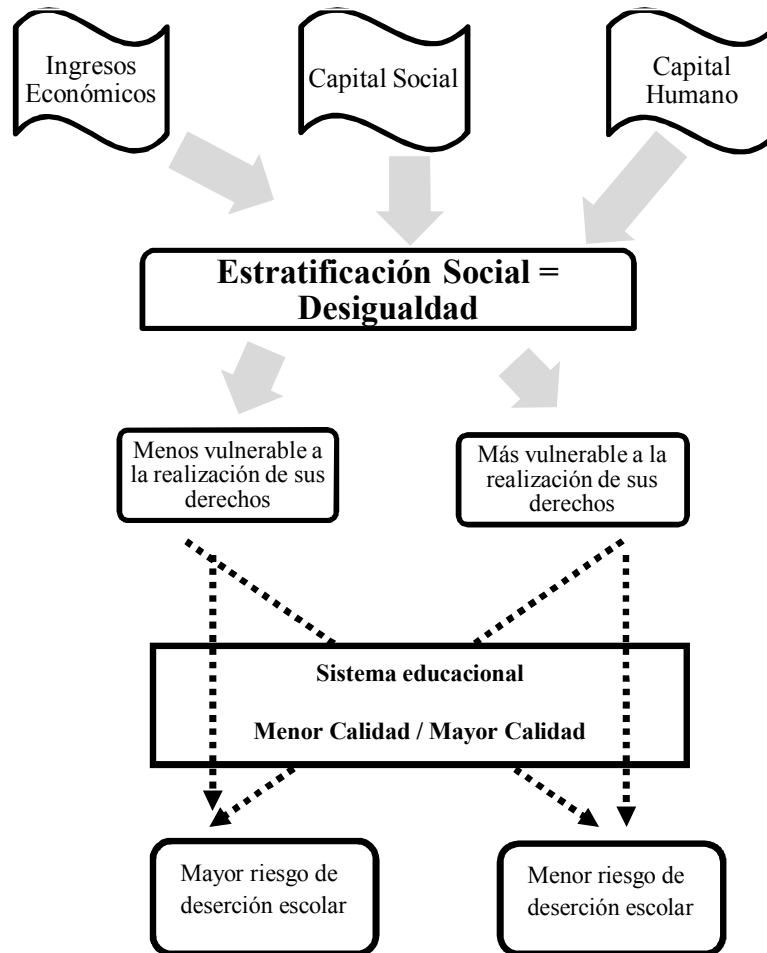 Ingresos
Económicos
Capital Social
Capital
Humano
Estratificación Social =
Desigualdad
Menos vulnerable a
la realización de sus
derechos
Más vulnerable a la
realización de sus
derechos
Sistema educacional
Menor Calidad / Mayor Calidad
Mayor riesgo de
deserción escolar
Menor riesgo de
deserción escolar